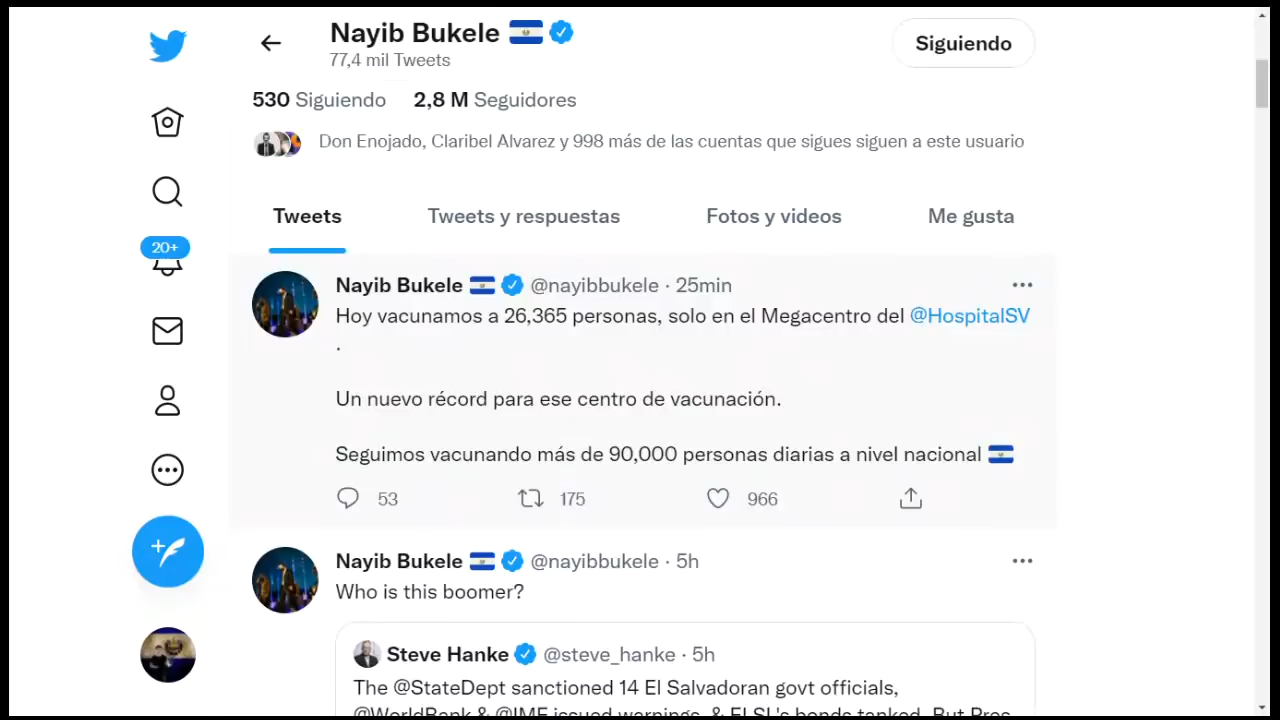 Nayib Bukele
77,4 mil Tweets
Siguiendo
530 Siguiendo 2,8 M Seguidores
Don Enojado, Claribel Alvarez y 998 más de las cuentas que sigues siguen a este usuario
Tweets Tweets y respuestas Fotos y videos Me gusta
20+
Nayib Bukele @nayibbukele · 25min
Hoy vacunamos a 26,365 personas, solo en el Megacentro del @HospitalSV
.
Un nuevo récord para ese centro de vacunación.
Seguimos vacunando más de 90,000 personas diarias a nivel nacional
53 175 966
Nayib Bukele @nayibbukele · 5h
Who is this boomer?
Steve Hanke @steve_hanke · 5h
The @StateDept sanctioned 14 El Salvadoran govt officials,
@WorldBank & @IMF issued warnings, & ELSL's bonds tanked. But Pres